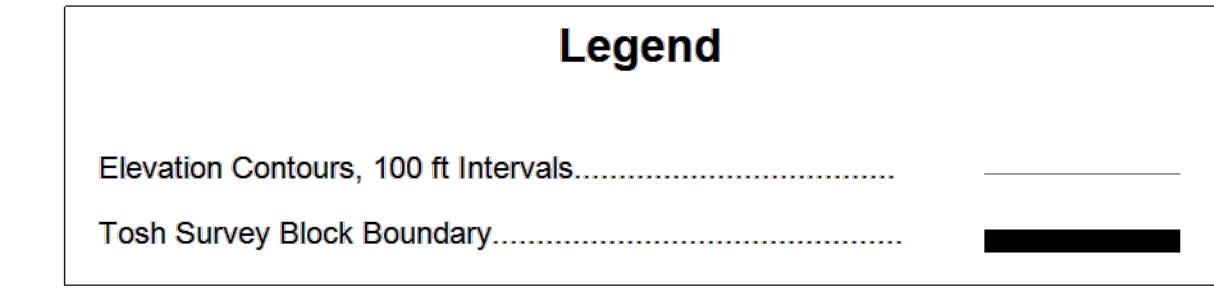 Legend
Elevation Contours, 100 ft Intervals....................................
Tosh Survey Block Boundary..............................................